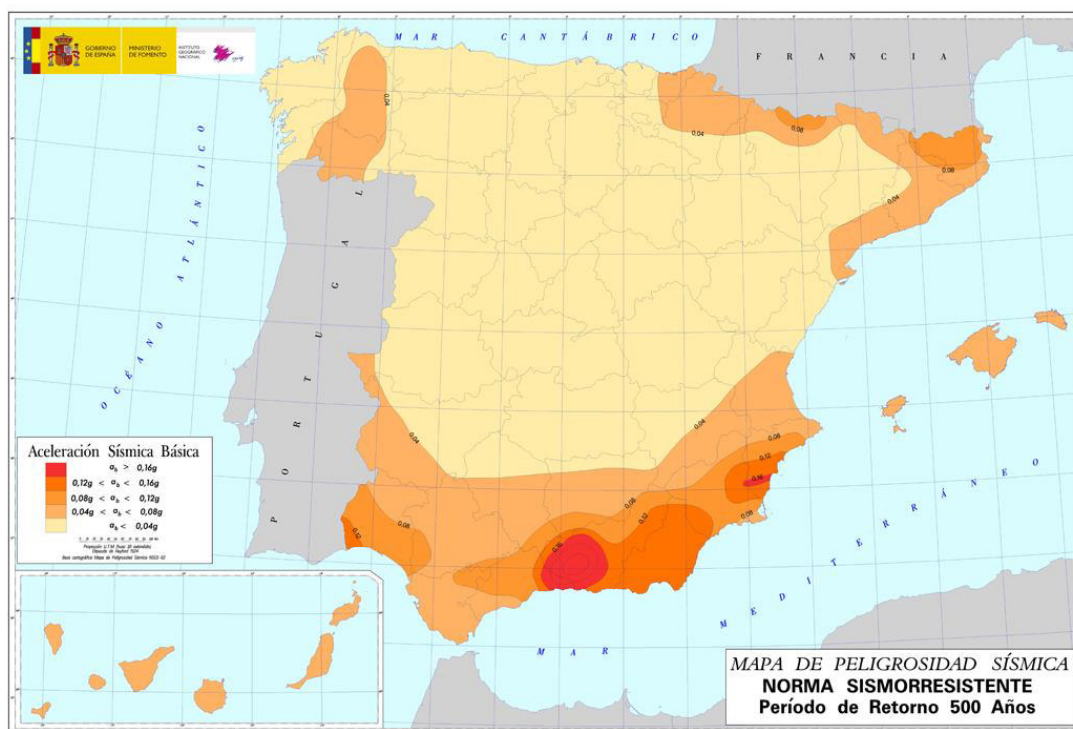 GOBIERNO
DE ESPAÑA
MINISTERIO
DE FOMENTO
INSTITUTO
GEOGRÁFICO
NACIONAL
MAR CANTÁBRICO
FRANCIA
OCÉANO ATLÁNTICO
PORTUGAL
0,04
0,04
0,08
0,08
0,04
0,04
0,04
0,08
0,12
0,16
0,08
0,08
0,12
0,08
0,12
0,16
MAR MEDITERRÁNEO
Aceleración Sísmica Básica
a_b > 0,16g
0,12g < a_b < 0,16g
0,08g < a_b < 0,12g
0,04g < a_b < 0,08g
a_b < 0,04g
MAPA DE PELIGROSIDAD SÍSMICA
NORMA SISMORRESISTENTE
Período de Retorno 500 Años